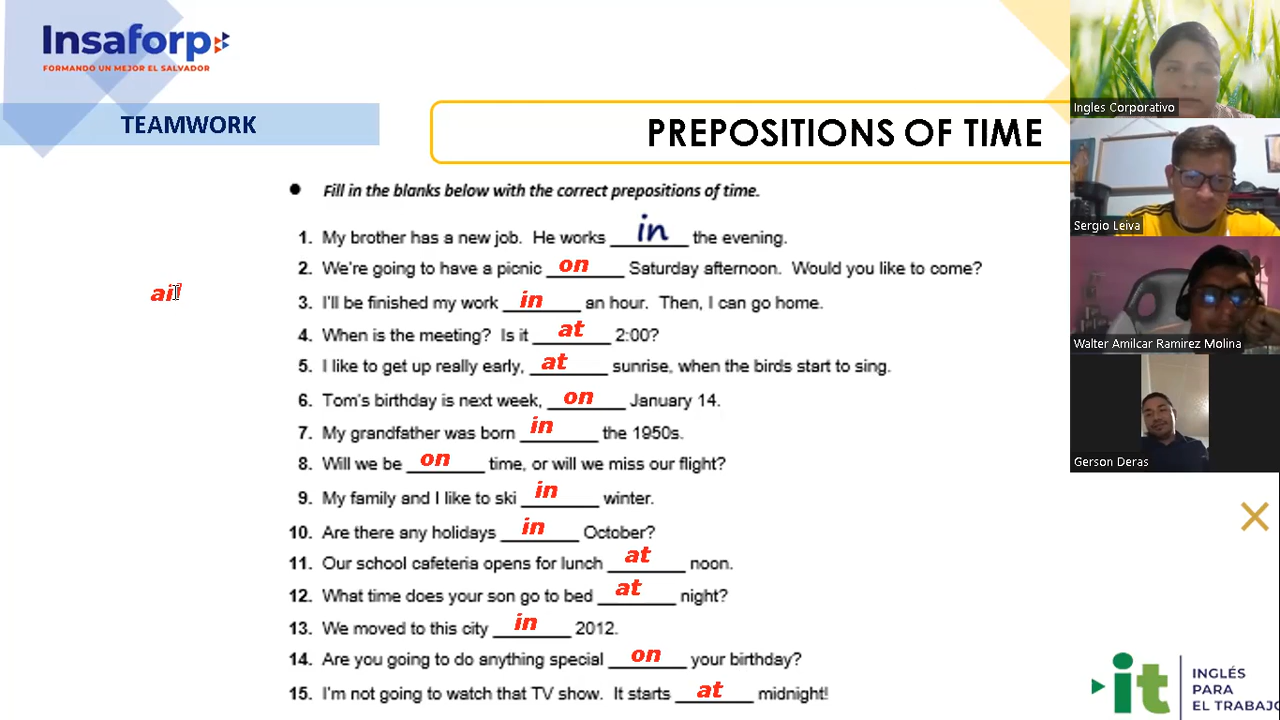 Insaforp
FORMANDO UN MEJOR EL SALVADOR
TEAMWORK
PREPOSITIONS OF TIME
Fill in the blanks below with the correct prepositions of time.
1. My brother has a new job. He works in the evening.
2. We're going to have a picnic on Saturday afternoon. Would you like to come?
3. I'll be finished my work in an hour. Then, I can go home.
4. When is the meeting? Is it at 2:00?
5. I like to get up really early, at sunrise, when the birds start to sing.
6. Tom's birthday is next week, on January 14.
7. My grandfather was born in the 1950s.
8. Will we be on time, or will we miss our flight?
9. My family and I like to ski in winter.
10. Are there any holidays in October?
11. Our school cafeteria opens for lunch at noon.
12. What time does your son go to bed at night?
13. We moved to this city in 2012.
14. Are you going to do anything special on your birthday?
15. I'm not going to watch that TV show. It starts at midnight!
Ingles Corporativo
Sergio Leiva
Walter Amilcar Ramirez Molina
Gerson Deras
it
INGLÉS
PARA
EL TRABAJO